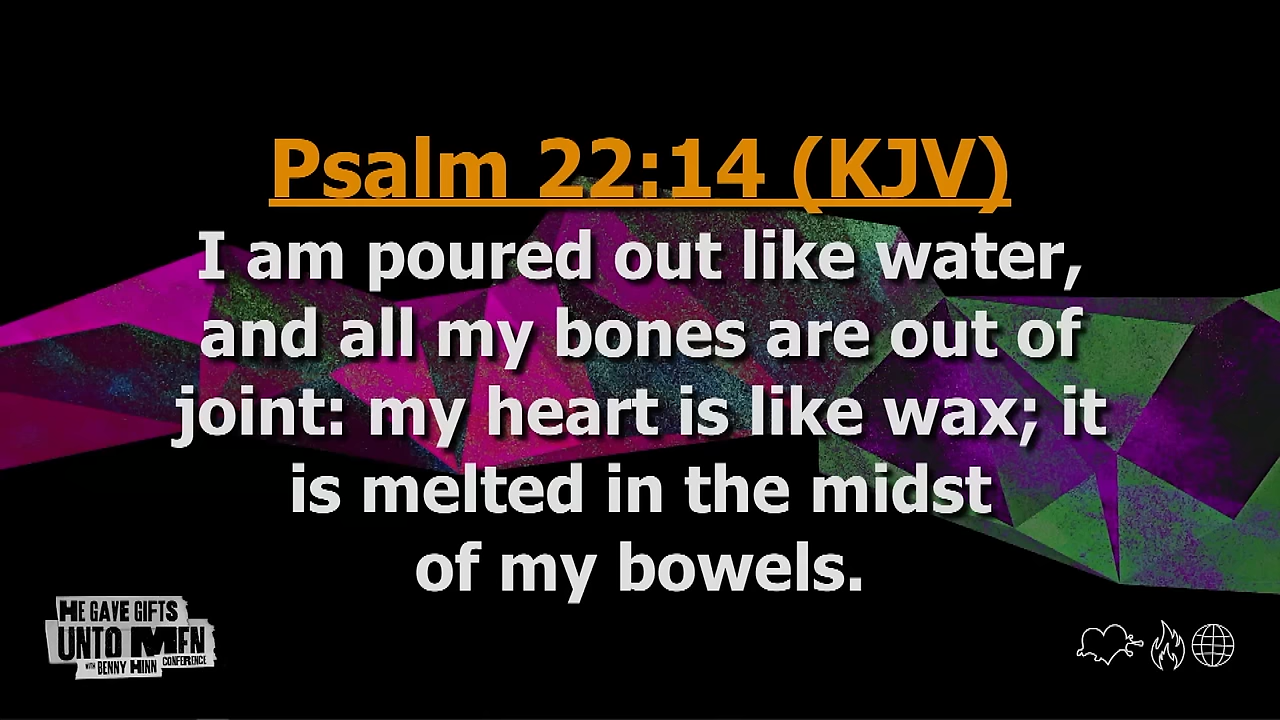 Psalm 22:14 (KJV)
I am poured out like water,
and all my bones are out of
joint: my heart is like wax; it
is melted in the midst
of my bowels.
HE GAVE GIFTS
UNTO MEN
WITH BENNY HINN CONFERENCE